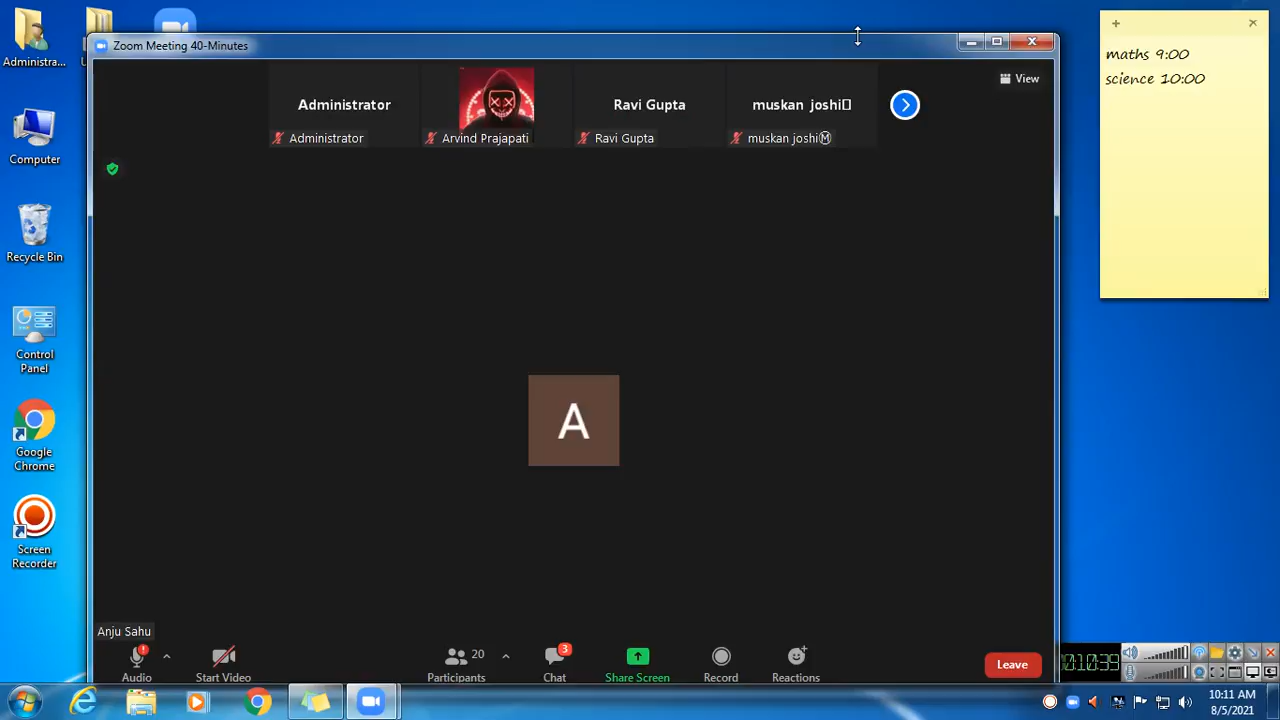 Administra...
U
Zoom Meeting 40-Minutes
View
Administrator
Ravi Gupta
muskan joshi▯
Administrator
Arvind Prajapati
Ravi Gupta
muskan joshiⓂ
maths 9:00
science 10:00
Computer
Recycle Bin
Control
Panel
Google
Chrome
Screen
Recorder
A
Anju Sahu
Audio
Start Video
20
Participants
3
Chat
Share Screen
Record
Reactions
Leave
10:11 AM
8/5/2021